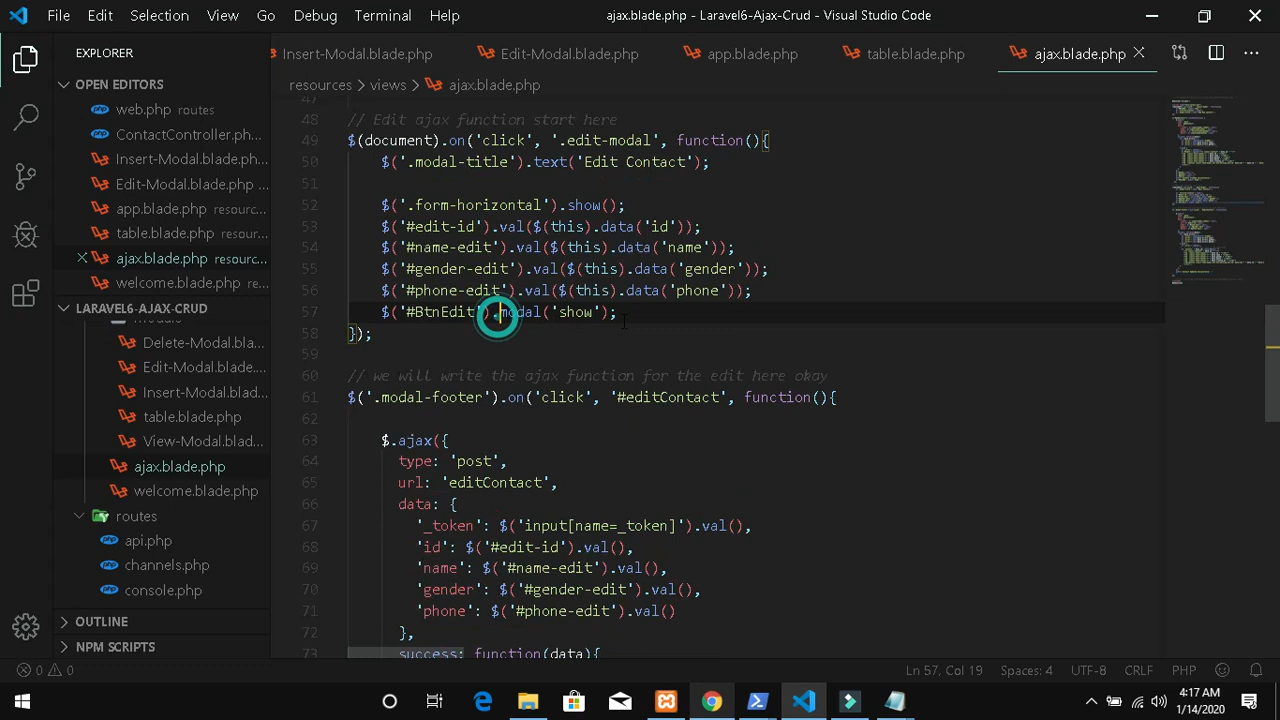 File Edit Selection View Go Debug Terminal Help ajax.blade.php - Laravel6-Ajax-Crud - Visual Studio Code
EXPLORER Insert-Modal.blade.php Edit-Modal.blade.php app.blade.php table.blade.php ajax.blade.php
OPEN EDITORS
web.php routes
ContactController.ph...
Insert-Modal.blade.ph...
Edit-Modal.blade.php ...
app.blade.php resourc...
table.blade.php resour...
ajax.blade.php resourc...
welcome.blade.php res...
LARAVEL6-AJAX-CRUD
Delete-Modal.bla...
Edit-Modal.blade....
Insert-Modal.blad...
table.blade.php
View-Modal.blad...
ajax.blade.php
welcome.blade.php
routes
api.php
channels.php
console.php
OUTLINE
NPM SCRIPTS
resources > views > ajax.blade.php
47
48 // Edit ajax function start here
49 $(document).on('click', '.edit-modal', function(){
50 $('.modal-title').text('Edit Contact');
51
52 $('.form-horizontal').show();
53 $('#edit-id').val($(this).data('id'));
54 $('#name-edit').val($(this).data('name'));
55 $('#gender-edit').val($(this).data('gender'));
56 $('#phone-edit').val($(this).data('phone'));
57 $('#BtnEdit').modal('show');
58 });
59
60 // we will write the ajax function for the edit here okay
61 $('.modal-footer').on('click', '#editContact', function(){
62
63 $.ajax({
64 type: 'post',
65 url: 'editContact',
66 data: {
67 '_token': $('input[name=_token]').val(),
68 'id': $('#edit-id').val(),
69 'name': $('#name-edit').val(),
70 'gender': $('#gender-edit').val(),
71 'phone': $('#phone-edit').val()
72 },
73 success: function(data){
0 0 Ln 57, Col 19 Spaces: 4 UTF-8 CRLF PHP
4:17 AM
1/14/2020